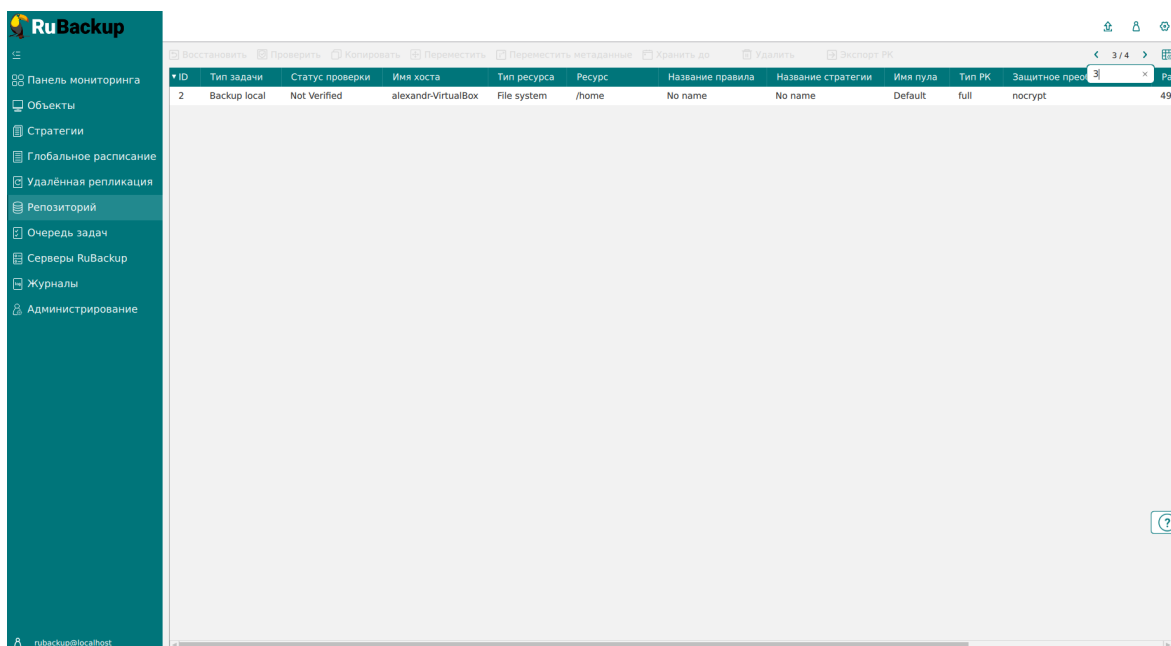 RuBackup
Восстановить Проверить Копировать Переместить Переместить метаданные Хранить до Удалить Экспорт РК 3 / 4
Панель мониторинга
Объекты
Стратегии
Глобальное расписание
Удалённая репликация
Репозиторий
Очередь задач
Серверы RuBackup
Журналы
Администрирование
ID Тип задачи Статус проверки Имя хоста Тип ресурса Ресурс Название правила Название стратегии Имя пула Тип РК Защитное прео 3 × Ра
2 Backup local Not Verified alexandr-VirtualBox File system /home No name No name Default full nocrypt 49
?
rubackup@localhost